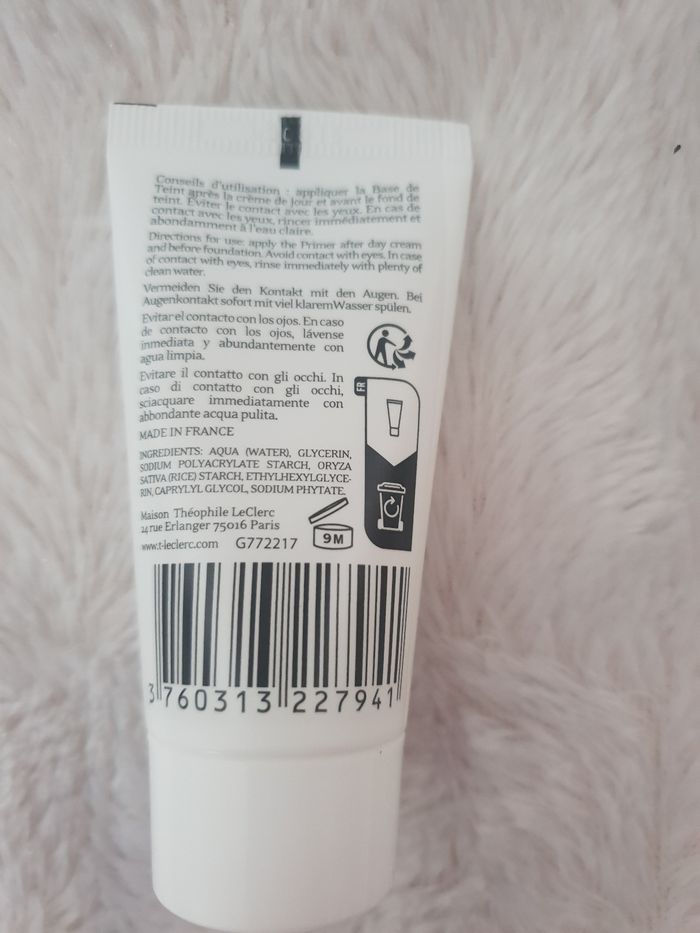 Conseils d'utilisation : appliquer la Base de
Teint après la crème de jour et avant le fond de
teint. Éviter le contact avec les yeux. En cas de
contact avec les yeux, rincer immédiatement et
abondamment à l'eau claire.
Directions for use: apply the Primer after day cream
and before foundation. Avoid contact with eyes. In case
of contact with eyes, rinse immediately with plenty of
clean water.
Vermeiden Sie den Kontakt mit den Augen. Bei
Augenkontakt sofort mit viel klarem Wasser spülen.
Evitar el contacto con los ojos. En caso
de contacto con los ojos, lávense
inmediata y abundantemente con
agua limpia.
Evitare il contatto con gli occhi. In
caso di contatto con gli occhi,
sciacquare immediatamente con
abbondante acqua pulita.
FR
MADE IN FRANCE
INGREDIENTS: AQUA (WATER), GLYCERIN,
SODIUM POLYACRYLATE STARCH, ORYZA
SATIVA (RICE) STARCH, ETHYLHEXYLGLYCE-
RIN, CAPRYLYL GLYCOL, SODIUM PHYTATE.
Maison Théophile LeClerc
24 rue Erlanger 75016 Paris
www.t-leclerc.com G772217
9M
3 760313 227941